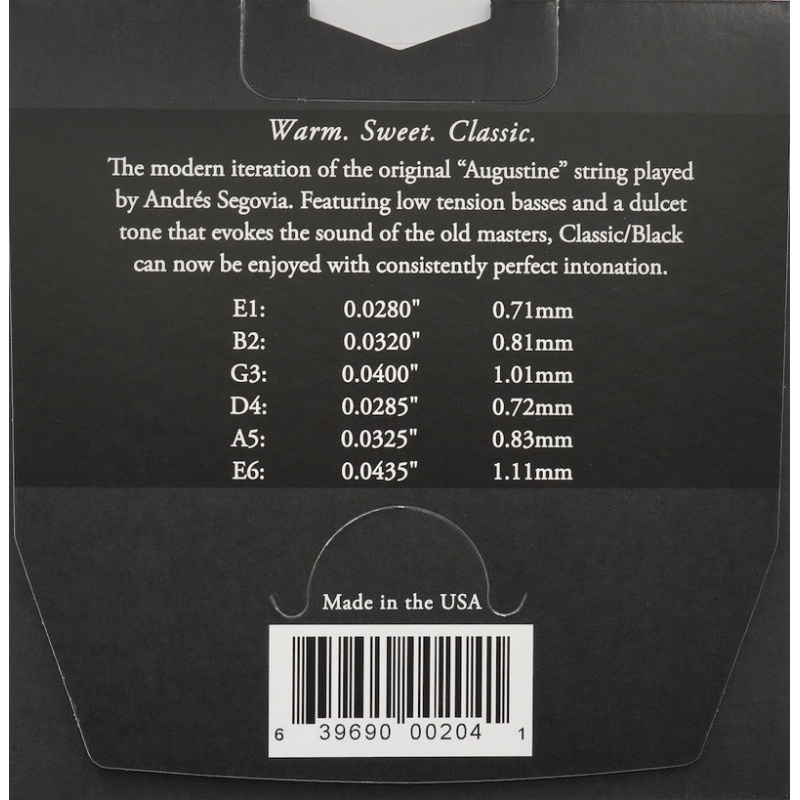 Warm. Sweet. Classic.
The modern iteration of the original “Augustine” string played
by Andrés Segovia. Featuring low tension basses and a dulcet
tone that evokes the sound of the old masters, Classic/Black
can now be enjoyed with consistently perfect intonation.
E1: 0.0280" 0.71mm
B2: 0.0320" 0.81mm
G3: 0.0400" 1.01mm
D4: 0.0285" 0.72mm
A5: 0.0325" 0.83mm
E6: 0.0435" 1.11mm
Made in the USA
6 39690 00204 1